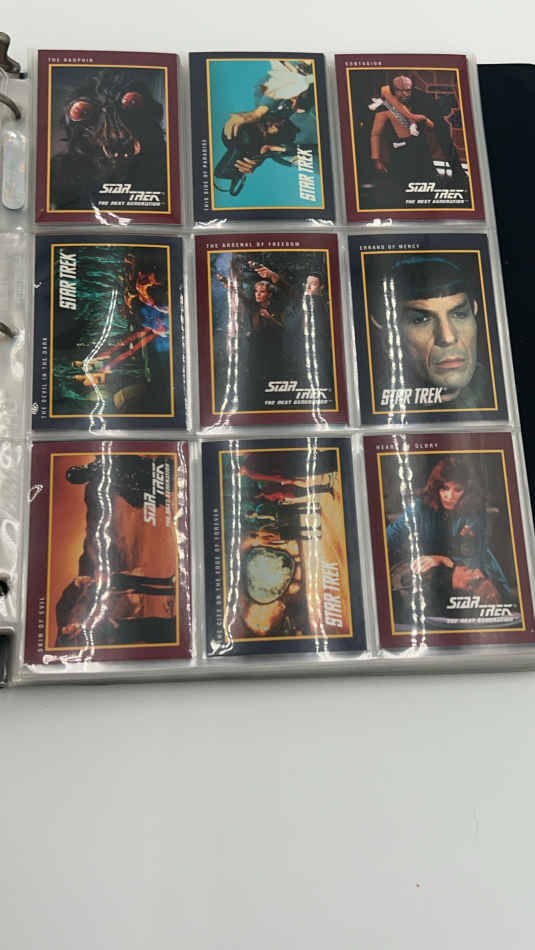 THE DAUPHIN
STAR TREK
THE NEXT GENERATION
THIS SIDE OF PARADISE
STAR TREK
CONTAGION
STAR TREK
THE NEXT GENERATION
THE DEVIL IN THE DARK
STAR TREK
THE ARSENAL OF FREEDOM
STAR TREK
THE NEXT GENERATION
ERRAND OF MERCY
STAR TREK
SKIN OF EVIL
STAR TREK
THE NEXT GENERATION
THE CITY ON THE EDGE OF FOREVER
STAR TREK
HEART OF GLORY
STAR TREK
THE NEXT GENERATION